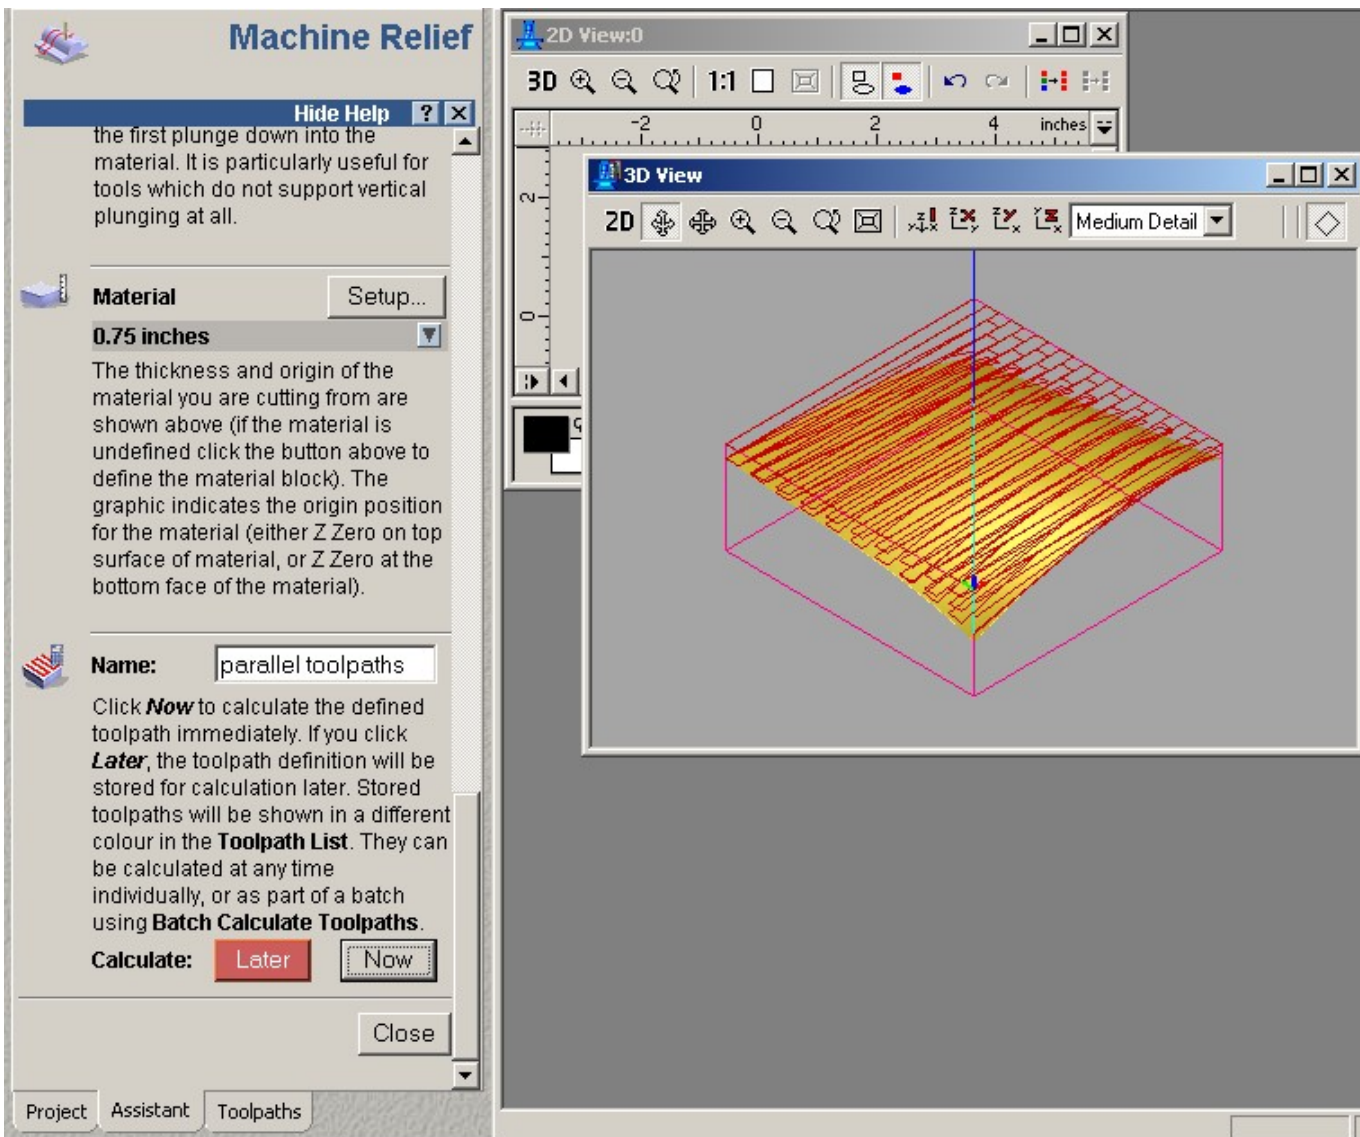 Machine Relief
Hide Help ? X
the first plunge down into the
material. It is particularly useful for
tools which do not support vertical
plunging at all.
Material
Setup...
0.75 inches
The thickness and origin of the
material you are cutting from are
shown above (if the material is
undefined click the button above to
define the material block). The
graphic indicates the origin position
for the material (either Z Zero on top
surface of material, or Z Zero at the
bottom face of the material).
Name:
parallel toolpaths
Click Now to calculate the defined
toolpath immediately. If you click
Later, the toolpath definition will be
stored for calculation later. Stored
toolpaths will be shown in a different
colour in the Toolpath List. They can
be calculated at any time
individually, or as part of a batch
using Batch Calculate Toolpaths.
Calculate:
Later
Now
Close
Project
Assistant
Toolpaths
2D View:0
3D
1:1
-2 0 2 4 inches
2
0
3D View
2D
Medium Detail